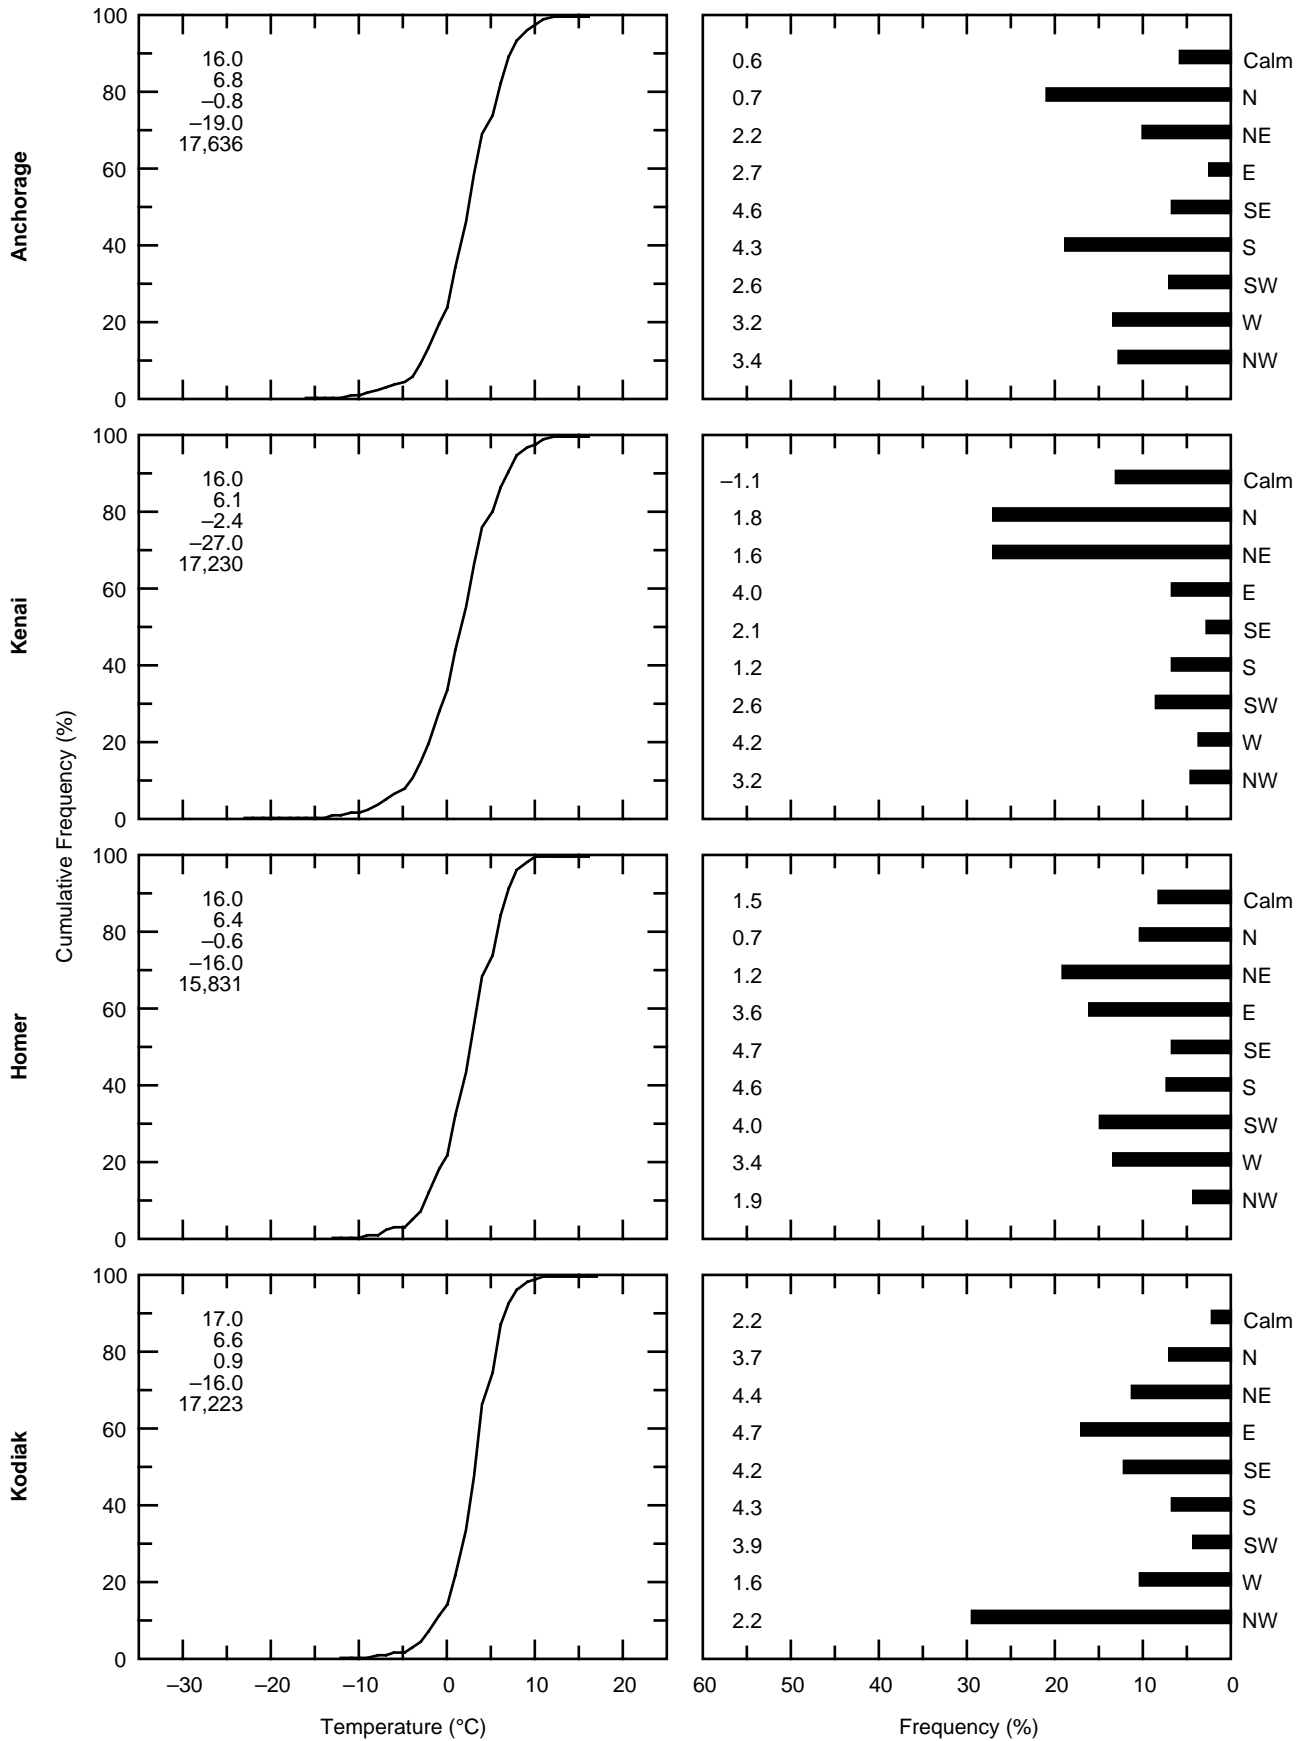 Anchorage
100
80
60
40
20
0
16.0
6.8
–0.8
–19.0
17,636
0.6 Calm
0.7 N
2.2 NE
2.7 E
4.6 SE
4.3 S
2.6 SW
3.2 W
3.4 NW
Kenai
100
80
60
40
20
0
16.0
6.1
–2.4
–27.0
17,230
–1.1 Calm
1.8 N
1.6 NE
4.0 E
2.1 SE
1.2 S
2.6 SW
4.2 W
3.2 NW
Cumulative Frequency (%)
Homer
100
80
60
40
20
0
16.0
6.4
–0.6
–16.0
15,831
1.5 Calm
0.7 N
1.2 NE
3.6 E
4.7 SE
4.6 S
4.0 SW
3.4 W
1.9 NW
Kodiak
100
80
60
40
20
0
17.0
6.6
0.9
–16.0
17,223
2.2 Calm
3.7 N
4.4 NE
4.7 E
4.2 SE
4.3 S
3.9 SW
1.6 W
2.2 NW
–30 –20 –10 0 10 20
60 50 40 30 20 10 0
Temperature (°C)
Frequency (%)